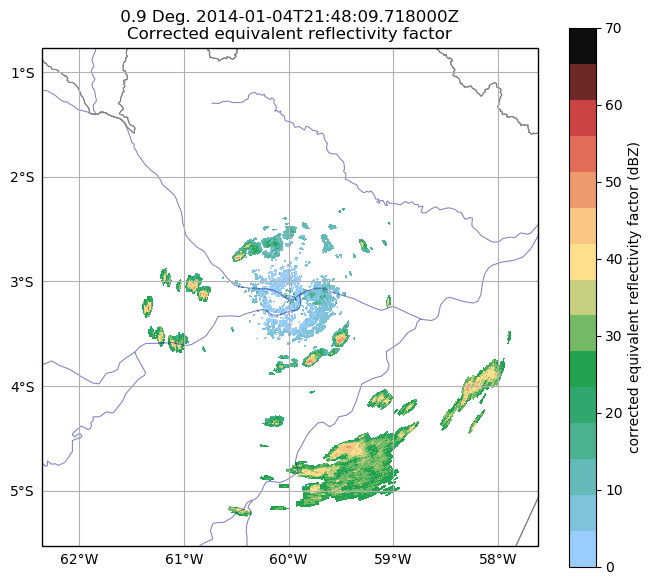 0.9 Deg. 2014-01-04T21:48:09.718000Z
Corrected equivalent reflectivity factor
1°S
2°S
3°S
4°S
5°S
62°W
61°W
60°W
59°W
58°W
70
60
50
40
30
20
10
0
corrected equivalent reflectivity factor (dBZ)